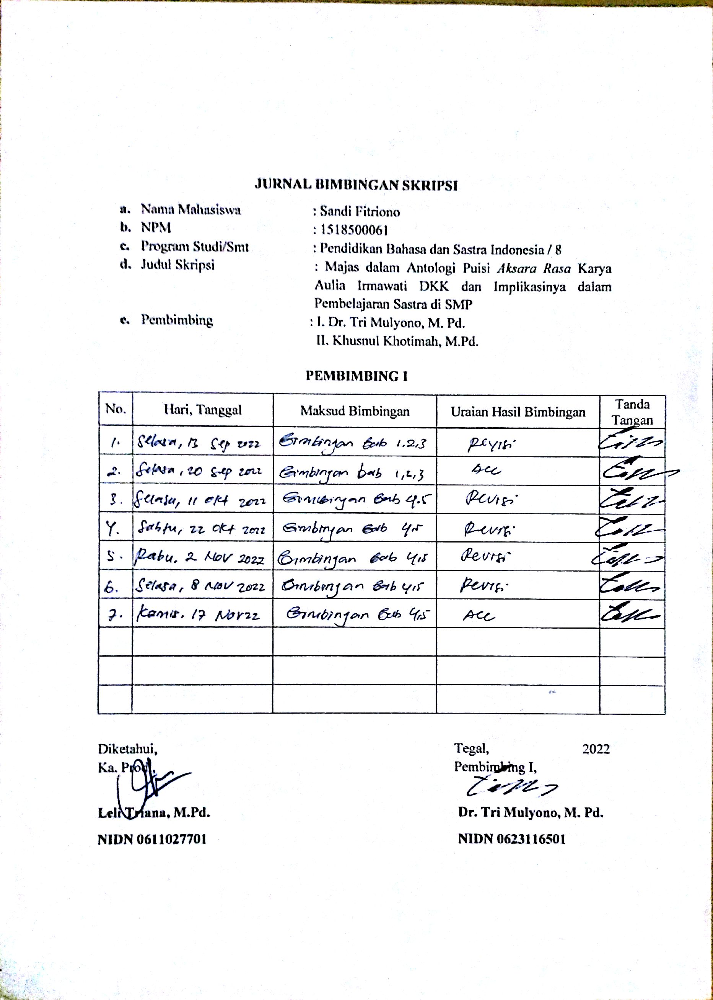 JURNAL BIMBINGAN SKRIPSI
a. Nama Mahasiswa : Sandi Fitriono
b. NPM : 1518500061
c. Program Studi/Smt : Pendidikan Bahasa dan Sastra Indonesia / 8
d. Judul Skripsi : Majas dalam Antologi Puisi Aksara Rasa Karya
Aulia Irmawati DKK dan Implikasinya dalam
Pembelajaran Sastra di SMP
e. Pembimbing : I. Dr. Tri Mulyono, M. Pd.
II. Khusnul Khotimah, M.Pd.
PEMBIMBING I
No. Hari, Tanggal Maksud Bimbingan Uraian Hasil Bimbingan Tanda Tangan
1. Selasa, 13 Sep 2022 Bimbingan bab 1.2,3 Revisi
2. Selasa, 20 Sep 2022 Bimbingan bab 1,2,3 Acc
3. Selasa, 11 Okt 2022 Bimbingan Bab 4.5 Revisi
4. Sabtu, 22 Okt 2022 Bimbingan Bab 4,5 Revisi
5. Rabu. 2 Nov 2022 Bimbingan bab 4,5 Revisi
6. Selasa, 8 Nov 2022 Bimbingan Bab 4,5 Revisi
7. Kamis. 17 Nov 22 Bimbingan Bab 4,5 Acc
Diketahui, Tegal, 2022
Ka. Prodi, Pembimbing I,
Leli Triana, M.Pd. Dr. Tri Mulyono, M. Pd.
NIDN 0611027701 NIDN 0623116501